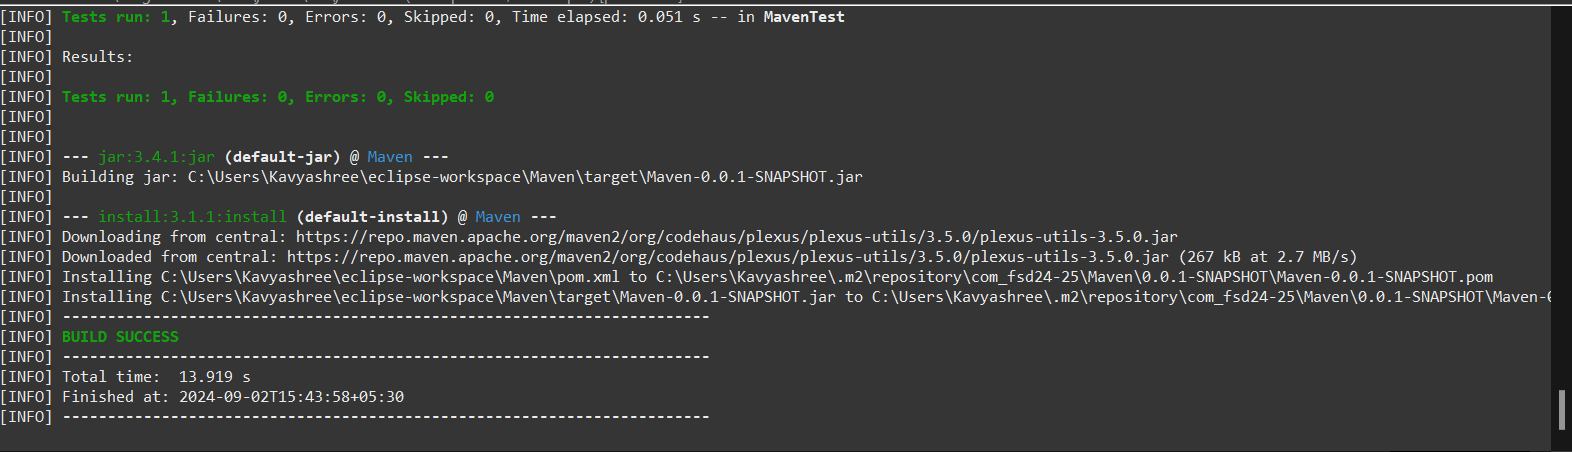 [INFO] Tests run: 1, Failures: 0, Errors: 0, Skipped: 0, Time elapsed: 0.051 s -- in MavenTest
[INFO]
[INFO] Results:
[INFO]
[INFO] Tests run: 1, Failures: 0, Errors: 0, Skipped: 0
[INFO]
[INFO]
[INFO] --- jar:3.4.1:jar (default-jar) @ Maven ---
[INFO] Building jar: C:\Users\Kavyashree\eclipse-workspace\Maven\target\Maven-0.0.1-SNAPSHOT.jar
[INFO]
[INFO] --- install:3.1.1:install (default-install) @ Maven ---
[INFO] Downloading from central: https://repo.maven.apache.org/maven2/org/codehaus/plexus/plexus-utils/3.5.0/plexus-utils-3.5.0.jar
[INFO] Downloaded from central: https://repo.maven.apache.org/maven2/org/codehaus/plexus/plexus-utils/3.5.0/plexus-utils-3.5.0.jar (267 kB at 2.7 MB/s)
[INFO] Installing C:\Users\Kavyashree\eclipse-workspace\Maven\pom.xml to C:\Users\Kavyashree\.m2\repository\com_fsd24-25\Maven\0.0.1-SNAPSHOT\Maven-0.0.1-SNAPSHOT.pom
[INFO] Installing C:\Users\Kavyashree\eclipse-workspace\Maven\target\Maven-0.0.1-SNAPSHOT.jar to C:\Users\Kavyashree\.m2\repository\com_fsd24-25\Maven\0.0.1-SNAPSHOT\Maven-0
[INFO] ------------------------------------------------------------------------
[INFO] BUILD SUCCESS
[INFO] ------------------------------------------------------------------------
[INFO] Total time:  13.919 s
[INFO] Finished at: 2024-09-02T15:43:58+05:30
[INFO] ------------------------------------------------------------------------